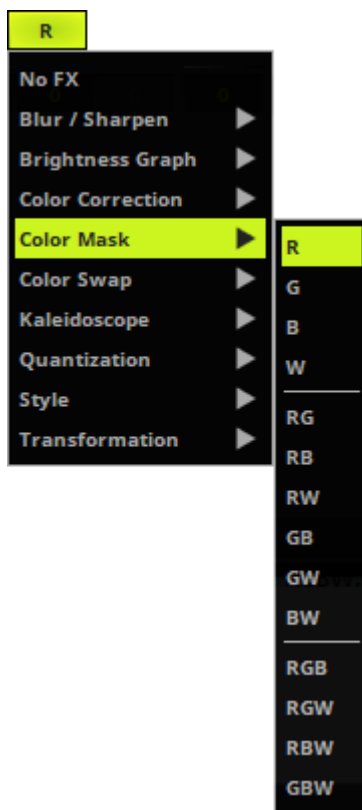 R
No FX
Blur / Sharpen
Brightness Graph
Color Correction
Color Mask
Color Swap
Kaleidoscope
Quantization
Style
Transformation
R
G
B
W
RG
RB
RW
GB
GW
BW
RGB
RGW
RBW
GBW